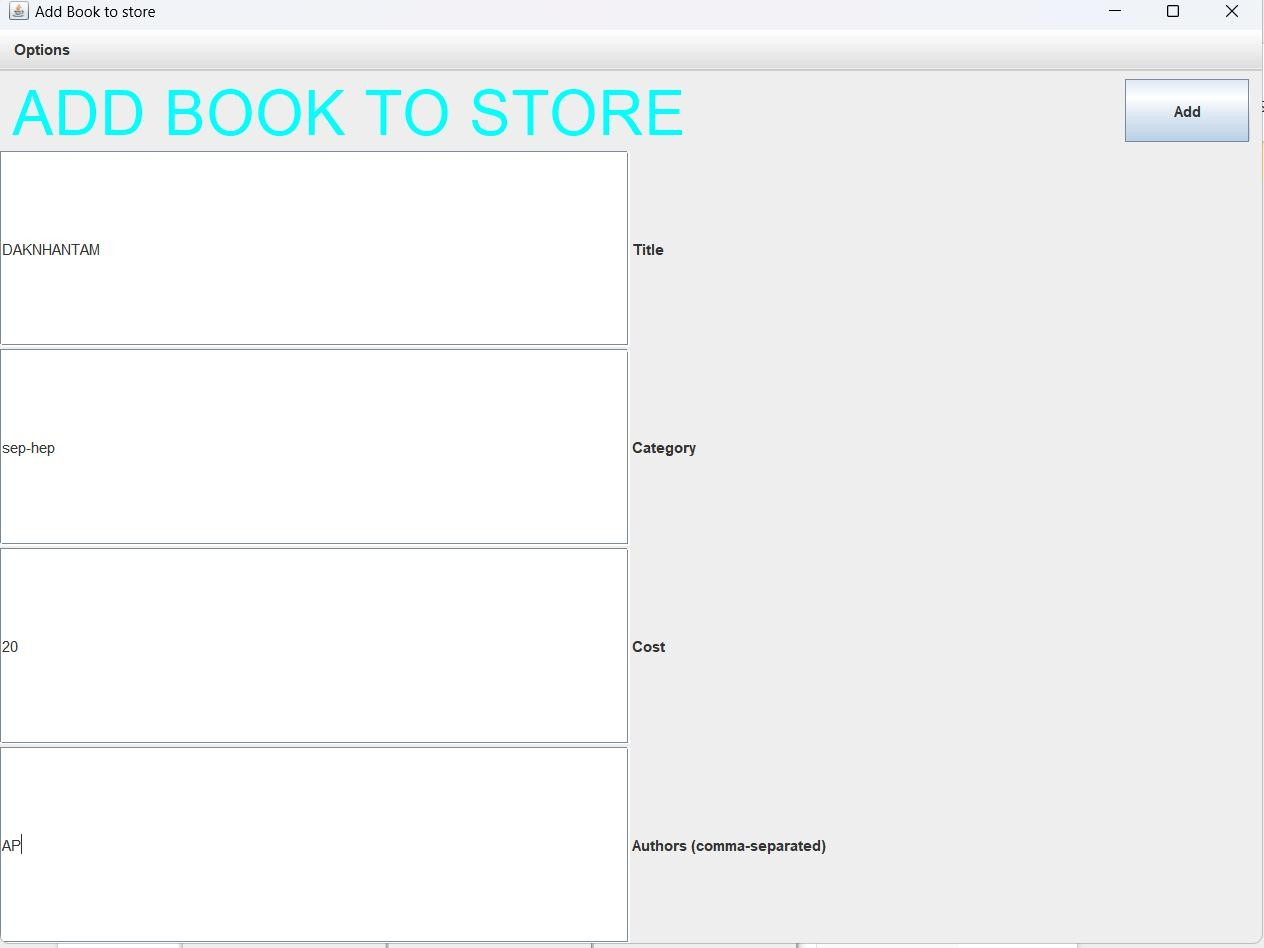 Add Book to store
Options
ADD BOOK TO STORE
Add
DAKNHANTAM
Title
sep-hep
Category
20
Cost
AP
Authors (comma-separated)